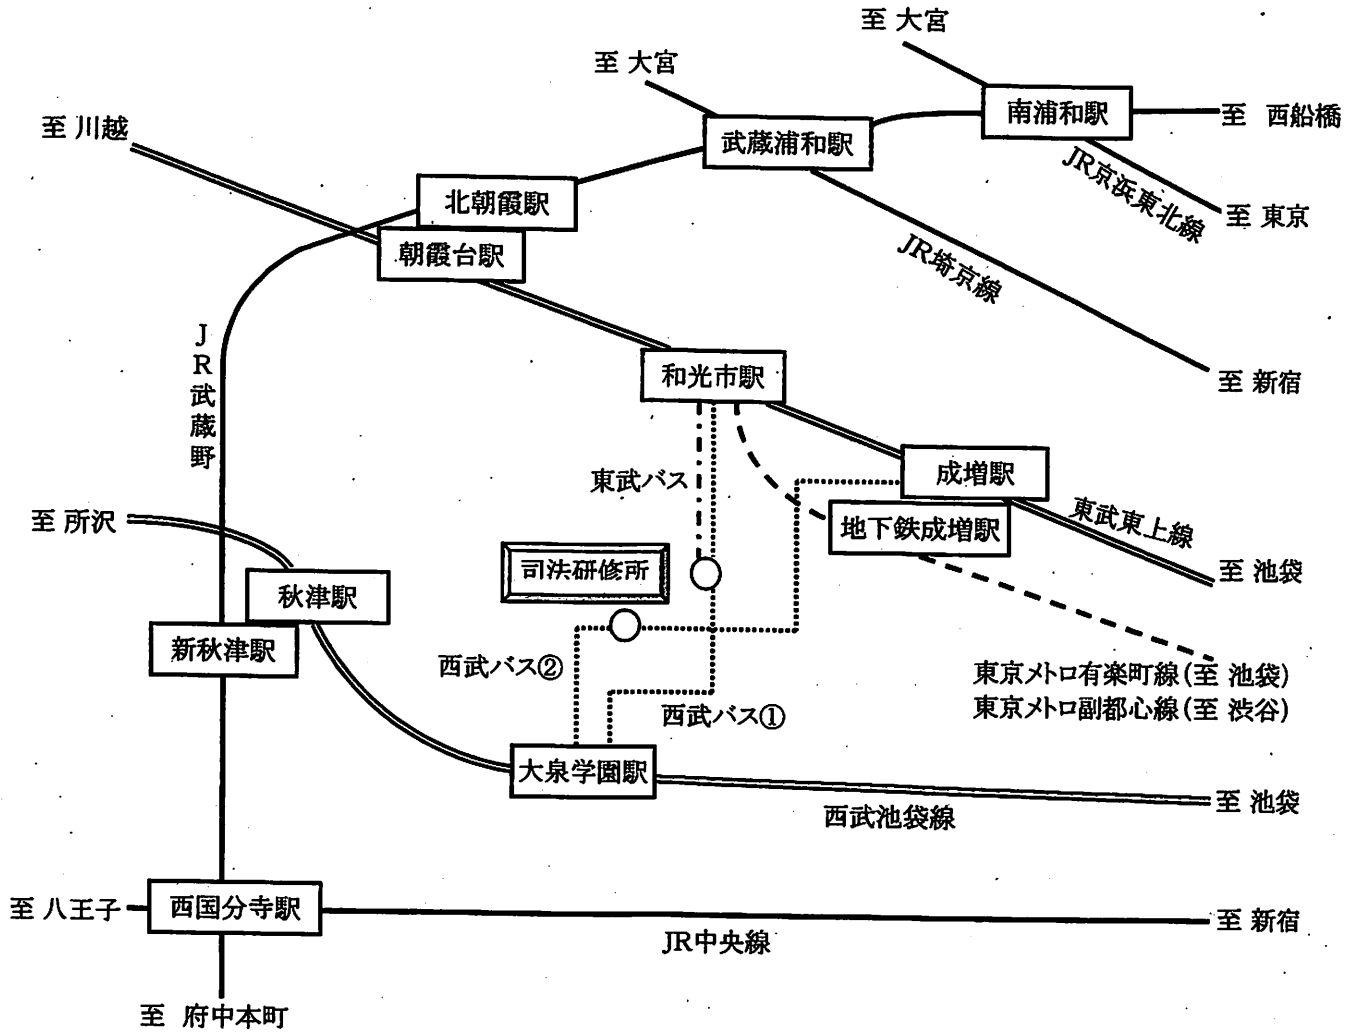 至 大宮
至 大宮
南浦和駅
至 西船橋
至 川越
武蔵浦和駅
JR京浜東北線
北朝霞駅
至 東京
朝霞台駅
JR埼京線
JR武蔵野
和光市駅
至 新宿
成増駅
東武バス
東武東上線
至 所沢
地下鉄成増駅
司法研修所
至 池袋
秋津駅
新秋津駅
西武バス②
東京メトロ有楽町線(至 池袋)
西武バス①
東京メトロ副都心線(至 渋谷)
大泉学園駅
至 池袋
西武池袋線
至 八王子
西国分寺駅
至 新宿
JR中央線
至 府中本町